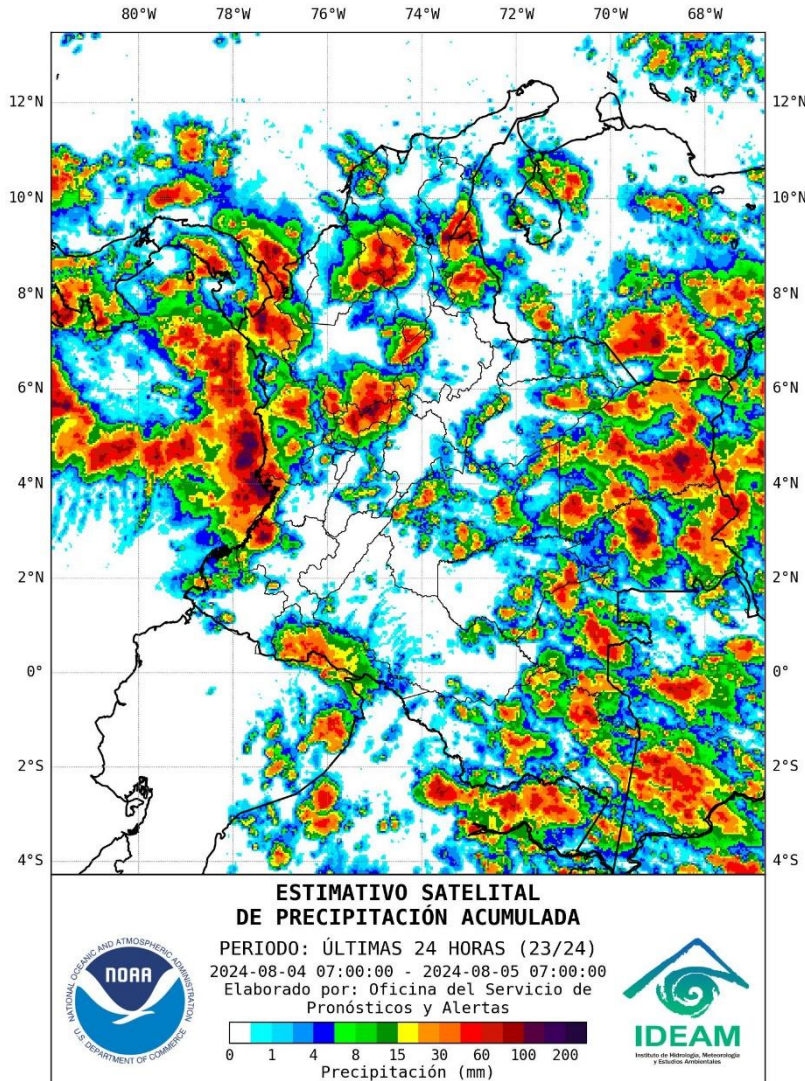 80°W 78°W 76°W 74°W 72°W 70°W 68°W
12°N 12°N
10°N 10°N
8°N 8°N
6°N 6°N
4°N 4°N
2°N 2°N
0° 0°
2°S 2°S
4°S 4°S
ESTIMATIVO SATELITAL
DE PRECIPITACIÓN ACUMULADA
PERIODO: ÚLTIMAS 24 HORAS (23/24)
2024-08-04 07:00:00 - 2024-08-05 07:00:00
Elaborado por: Oficina del Servicio de
Pronósticos y Alertas
0 1 4 8 15 30 60 100 200
Precipitación (mm)
NATIONAL OCEANIC AND ATMOSPHERIC ADMINISTRATION
NOAA
U.S. DEPARTMENT OF COMMERCE
IDEAM
Instituto de Hidrología, Meteorología
y Estudios Ambientales